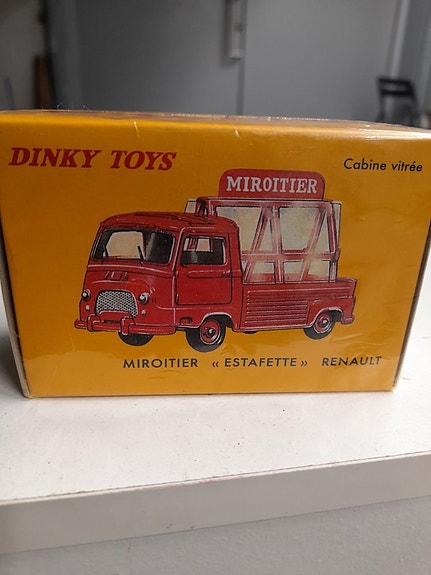 DINKY TOYS
Cabine vitrée
MIROITIER
MIROITIER « ESTAFETTE » RENAULT